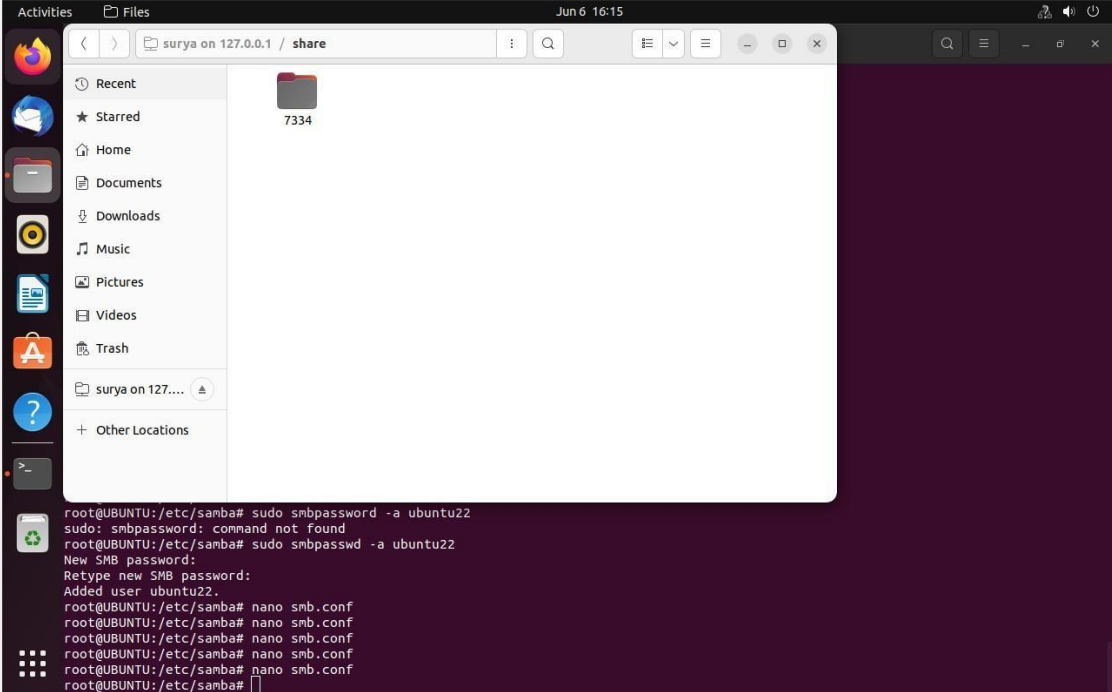 Activities Files Jun 6 16:15
surya on 127.0.0.1 / share
Recent
Starred
Home
Documents
Downloads
Music
Pictures
Videos
Trash
surya on 127....
+ Other Locations
7334
root@UBUNTU:/etc/samba# sudo smbpassword -a ubuntu22
sudo: smbpassword: command not found
root@UBUNTU:/etc/samba# sudo smbpasswd -a ubuntu22
New SMB password:
Retype new SMB password:
Added user ubuntu22.
root@UBUNTU:/etc/samba# nano smb.conf
root@UBUNTU:/etc/samba# nano smb.conf
root@UBUNTU:/etc/samba# nano smb.conf
root@UBUNTU:/etc/samba# nano smb.conf
root@UBUNTU:/etc/samba# nano smb.conf
root@UBUNTU:/etc/samba#